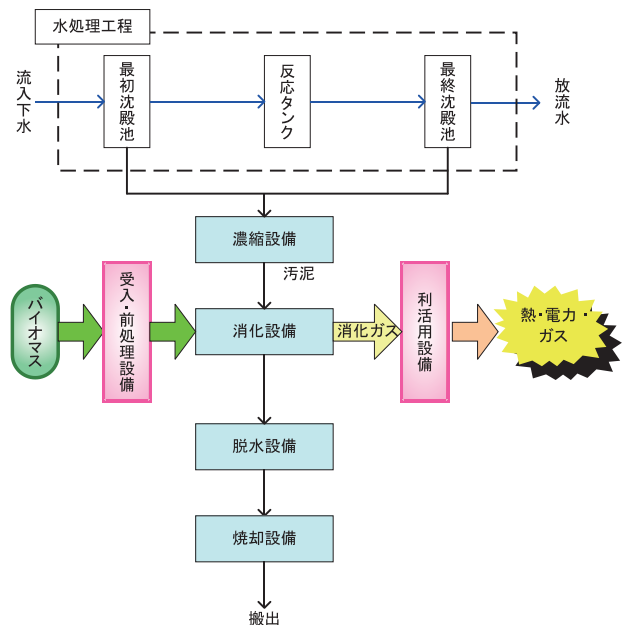 水処理工程
流入下水
最初沈殿池
反応タンク
最終沈殿池
放流水
濃縮設備
汚泥
バイオマス
受入・前処理設備
消化設備
消化ガス
利活用設備
熱・電力・
ガス
脱水設備
焼却設備
搬出